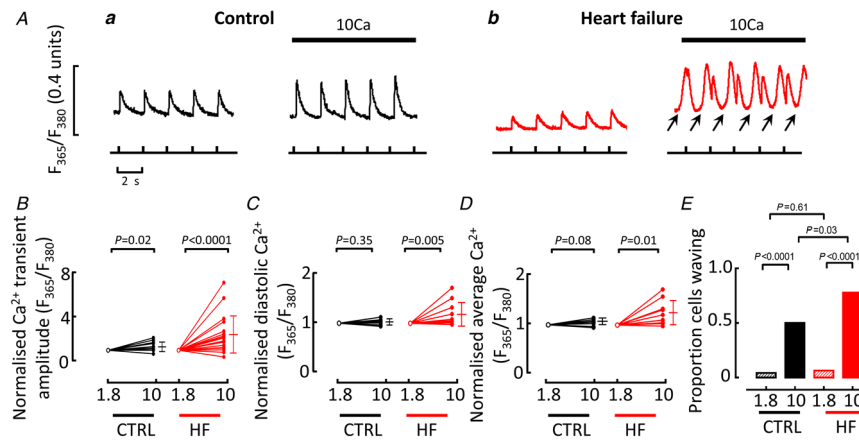 A
a
Control
b
Heart failure
10Ca
10Ca
F365/F380 (0.4 units)
2 s
B
Normalised Ca2+ transient
amplitude (F365/F380)
P=0.02
P<0.0001
8
4
0
1.8 10 1.8 10
CTRL HF
C
Normalised diastolic Ca2+
(F365/F380)
P=0.35
P=0.005
2
1
0
1.8 10 1.8 10
CTRL HF
D
Normalised average Ca2+
(F365/F380)
P=0.08
P=0.01
2
1
0
1.8 10 1.8 10
CTRL HF
E
Proportion cells waving
P=0.61
P=0.03
P<0.0001
P<0.0001
1.0
0.5
0
1.8 10 1.8 10
CTRL HF